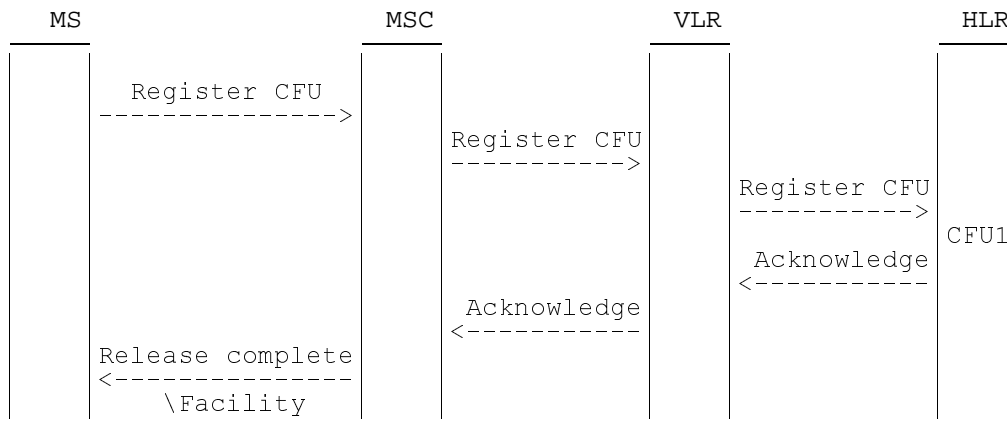 MS MSC VLR HLR
Register CFU
--------------->
Register CFU
----------->
Register CFU
----------->
CFU1
Acknowledge
<-----------
Acknowledge
<-----------
Release complete
<---------------
\Facility